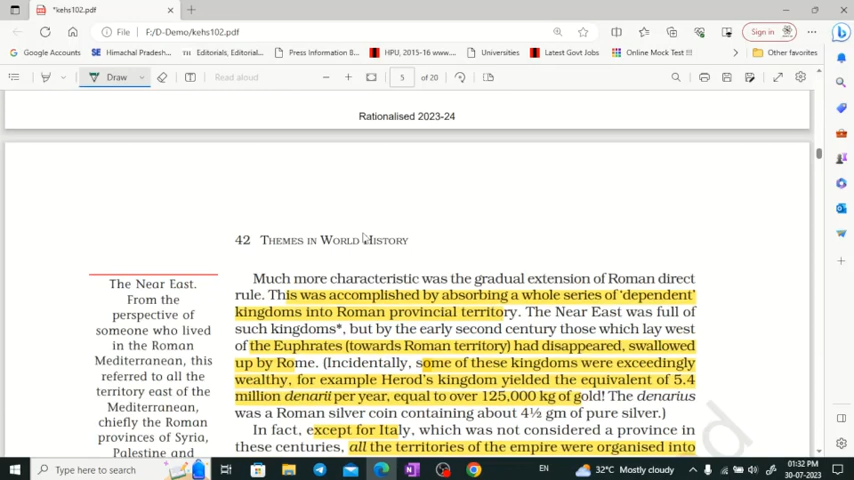 *kehs102.pdf
File F:/D-Demo/kehs102.pdf
Sign in
Google Accounts
Himachal Pradesh...
Editorials, Editorial...
Press Information B...
HPU, 2015-16 www....
Universities
Latest Govt Jobs
Online Mock Test !!!
Other favorites
Draw
Read aloud
5 of 20
Rationalised 2023-24
42 THEMES IN WORLD HISTORY
The Near East.
From the
perspective of
someone who lived
in the Roman
Mediterranean, this
referred to all the
territory east of the
Mediterranean,
chiefly the Roman
provinces of Syria,
Palestine and
Much more characteristic was the gradual extension of Roman direct
rule. This was accomplished by absorbing a whole series of 'dependent'
kingdoms into Roman provincial territory. The Near East was full of
such kingdoms*, but by the early second century those which lay west
of the Euphrates (towards Roman territory) had disappeared, swallowed
up by Rome. (Incidentally, some of these kingdoms were exceedingly
wealthy, for example Herod's kingdom yielded the equivalent of 5.4
million denarii per year, equal to over 125,000 kg of gold! The denarius
was a Roman silver coin containing about 4½ gm of pure silver.)
In fact, except for Italy, which was not considered a province in
these centuries, all the territories of the empire were organised into
d
Type here to search
32°C Mostly cloudy
EN
01:32 PM
30-07-2023